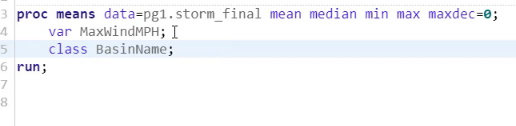 3 proc means data=pg1.storm_final mean median min max maxdec=0;
4 var MaxWindMPH;
5 class BasinName;
6 run;
7
8